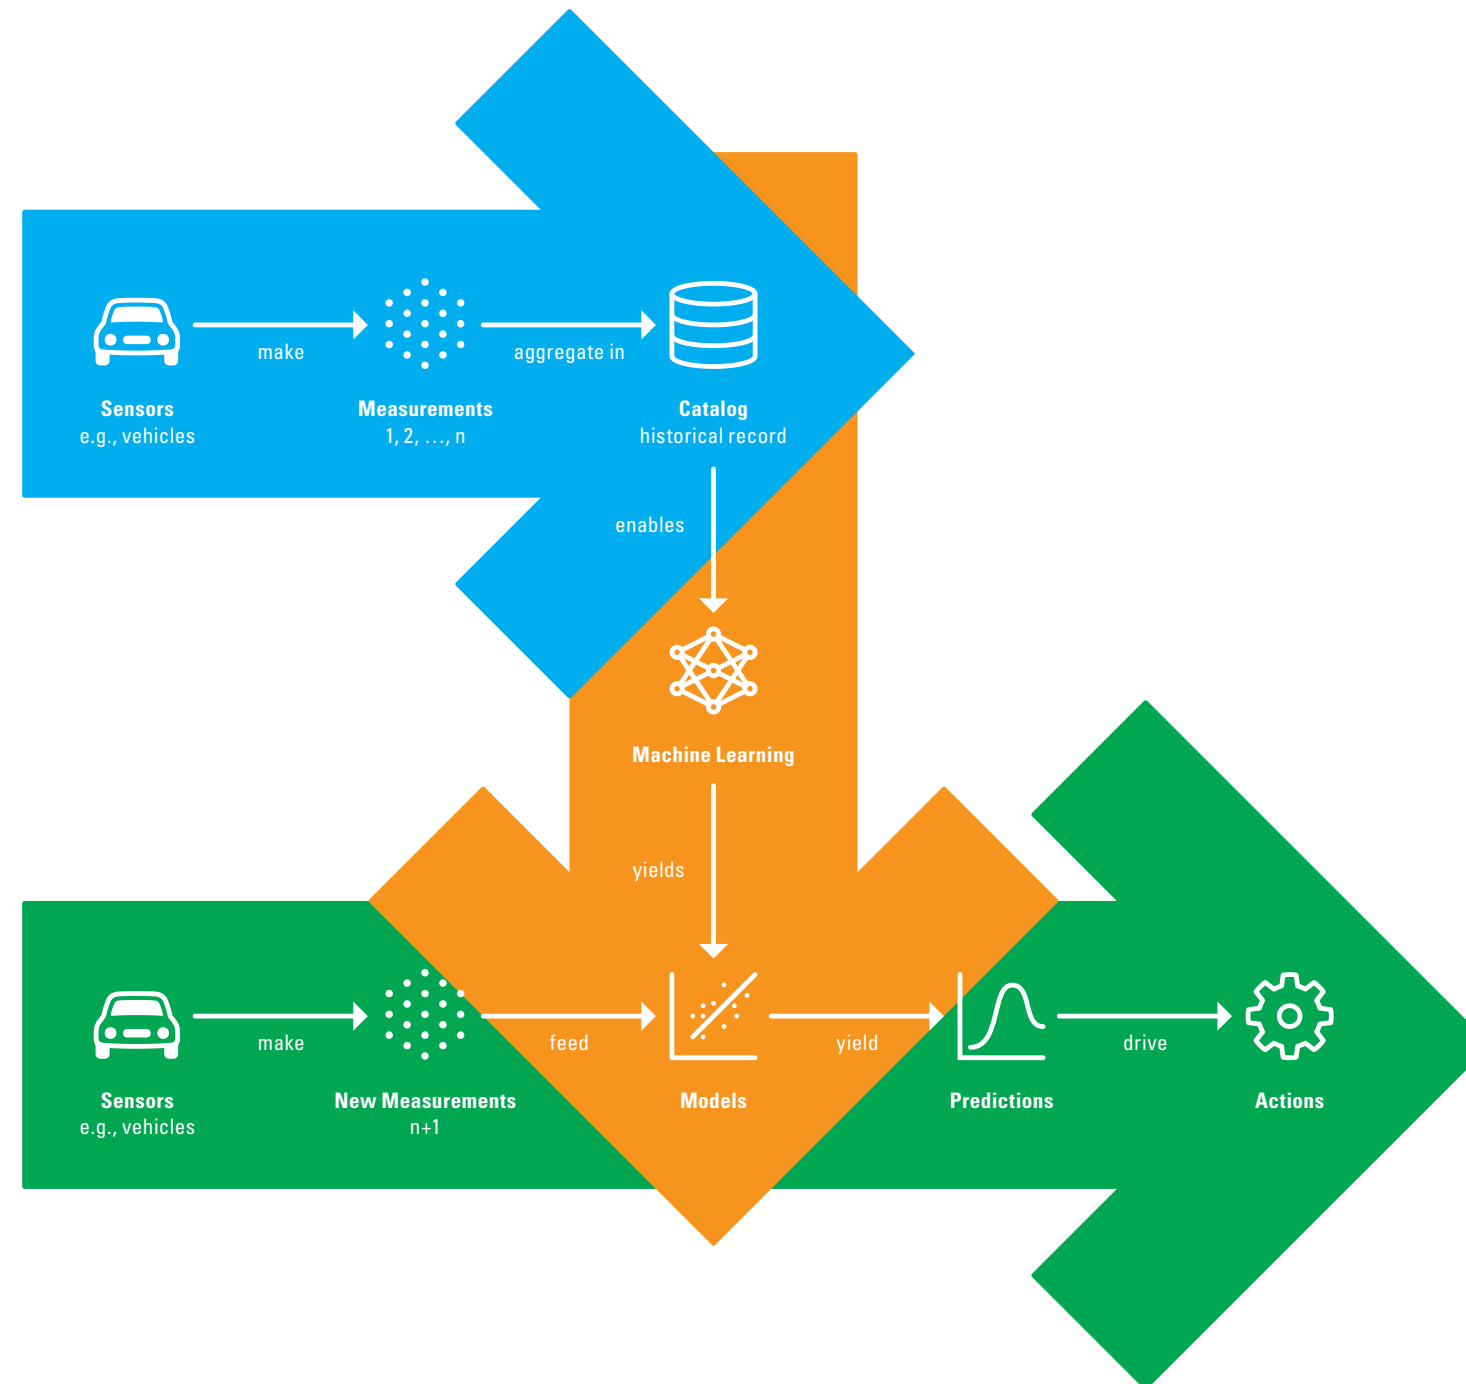 make
aggregate in
Sensors
e.g., vehicles
Measurements
1, 2, …, n
Catalog
historical record
enables
Machine Learning
yields
make
feed
yield
drive
Sensors
e.g., vehicles
New Measurements
n+1
Models
Predictions
Actions